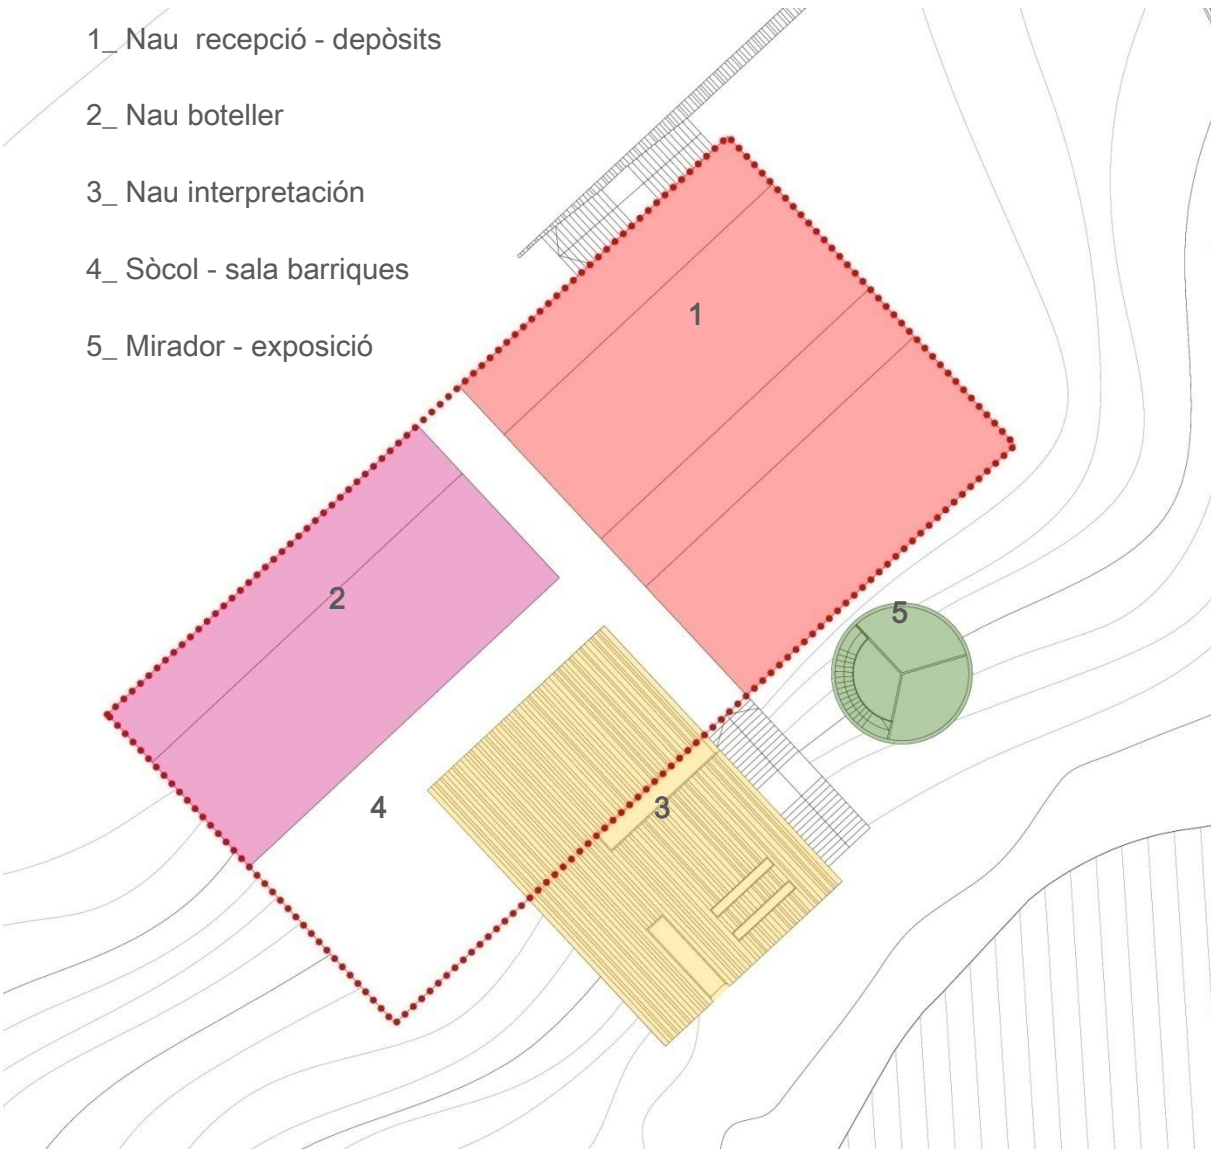 1_ Nau recepció - depòsits
2_ Nau boteller
3_ Nau interpretación
4_ Sòcol - sala barriques
5_ Mirador - exposició
1
2
5
4
3